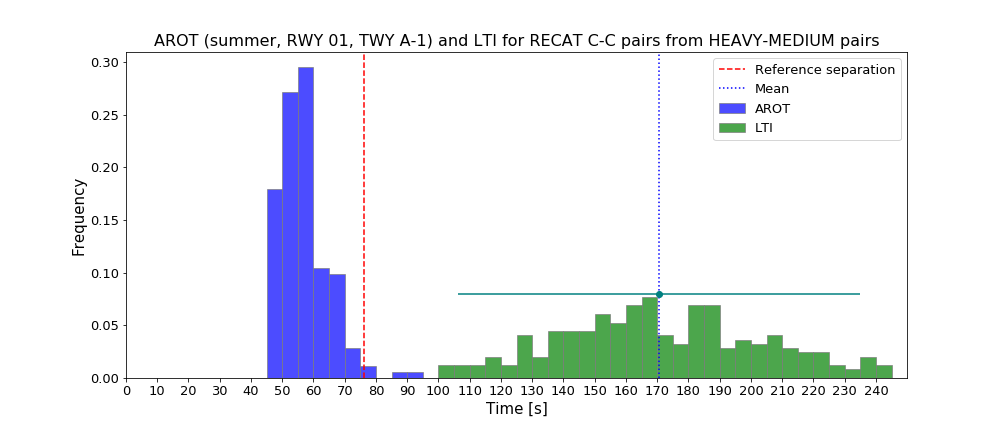 AROT (summer, RWY 01, TWY A-1) and LTI for RECAT C-C pairs from HEAVY-MEDIUM pairs
Reference separation
Mean
AROT
LTI
Frequency
0.30
0.25
0.20
0.15
0.10
0.05
0.00
0 10 20 30 40 50 60 70 80 90 100 110 120 130 140 150 160 170 180 190 200 210 220 230 240
Time [s]